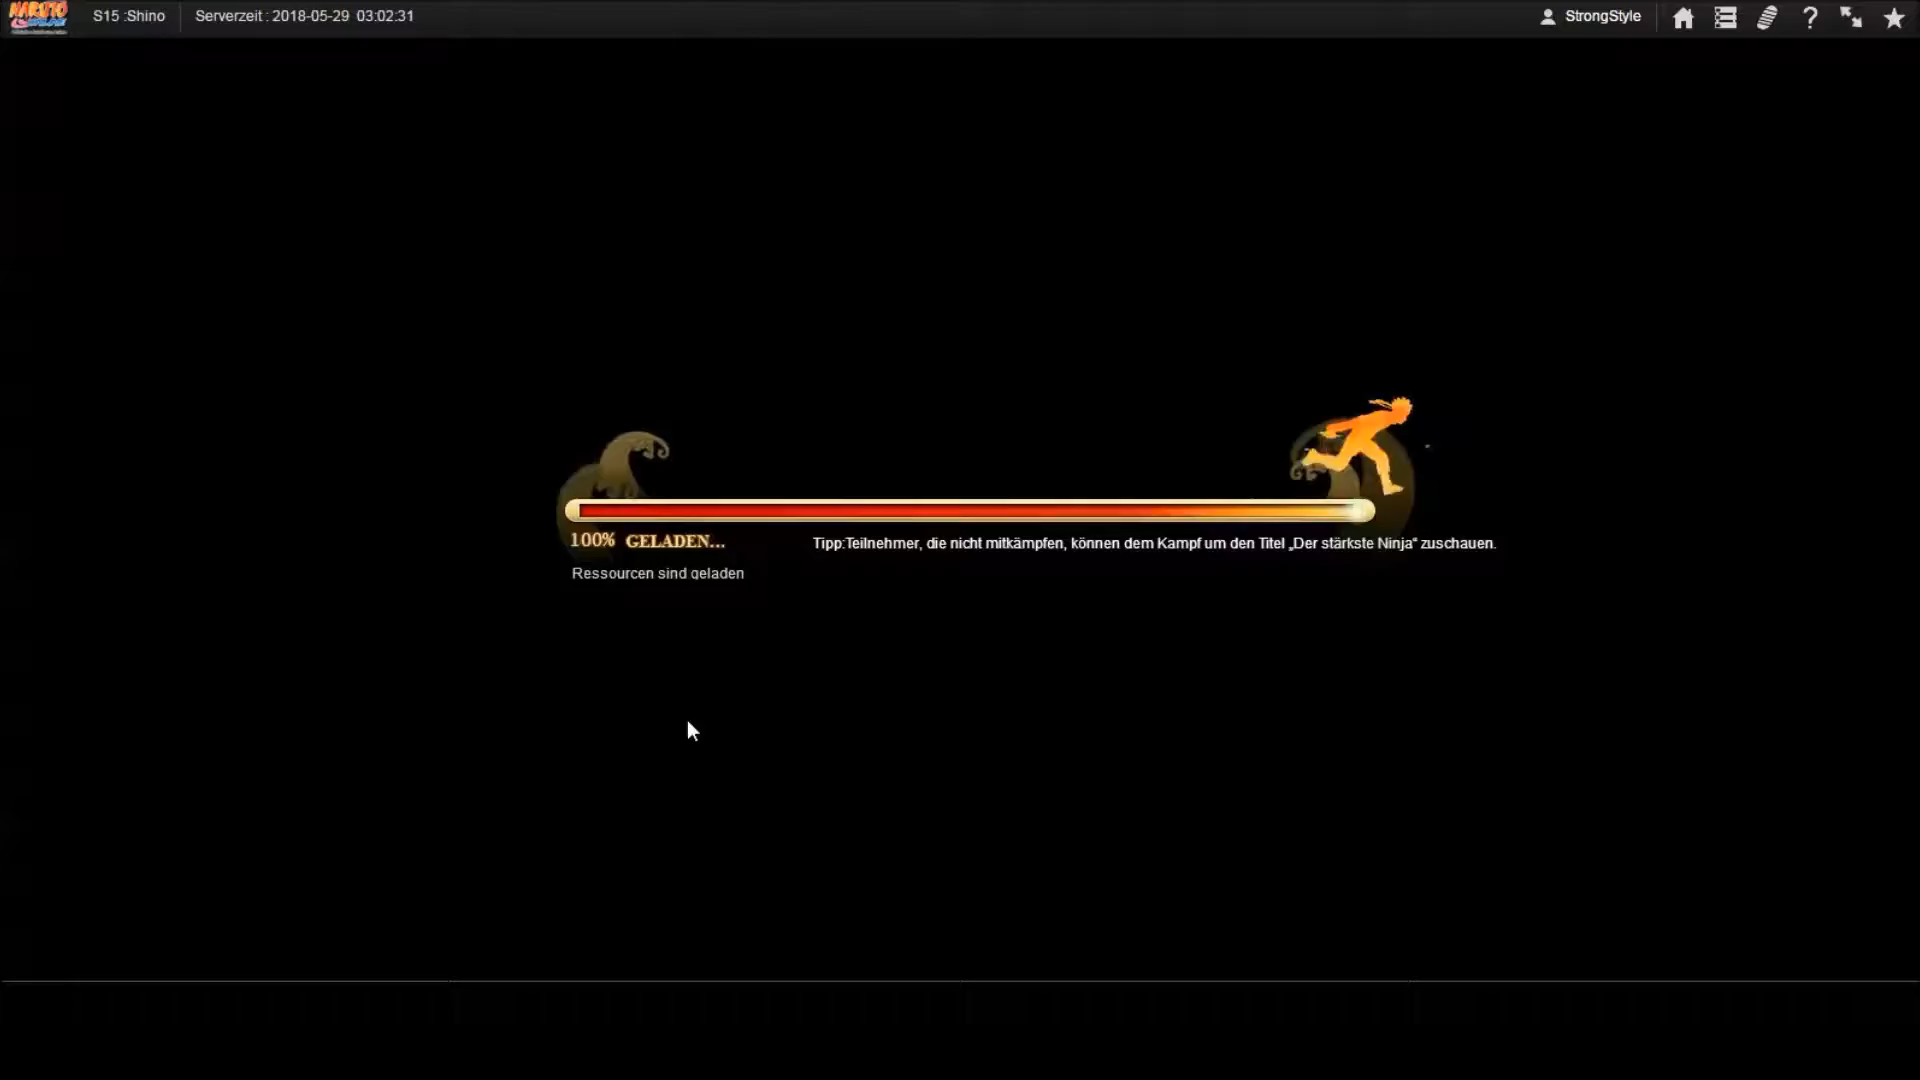 NARUTO
S15 :Shino
Serverzeit : 2018-05-29 03:02:31
StrongStyle
100% GELADEN...
Tipp:Teilnehmer, die nicht mitkämpfen, können dem Kampf um den Titel „Der stärkste Ninja“ zuschauen.
Ressourcen sind geladen